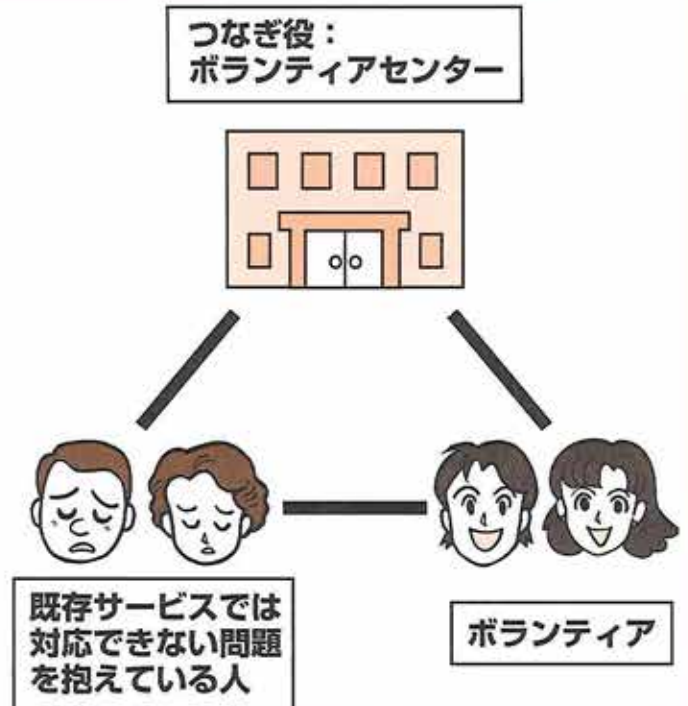 つなぎ役：
ボランティアセンター
既存サービスでは
対応できない問題
を抱えている人
ボランティア